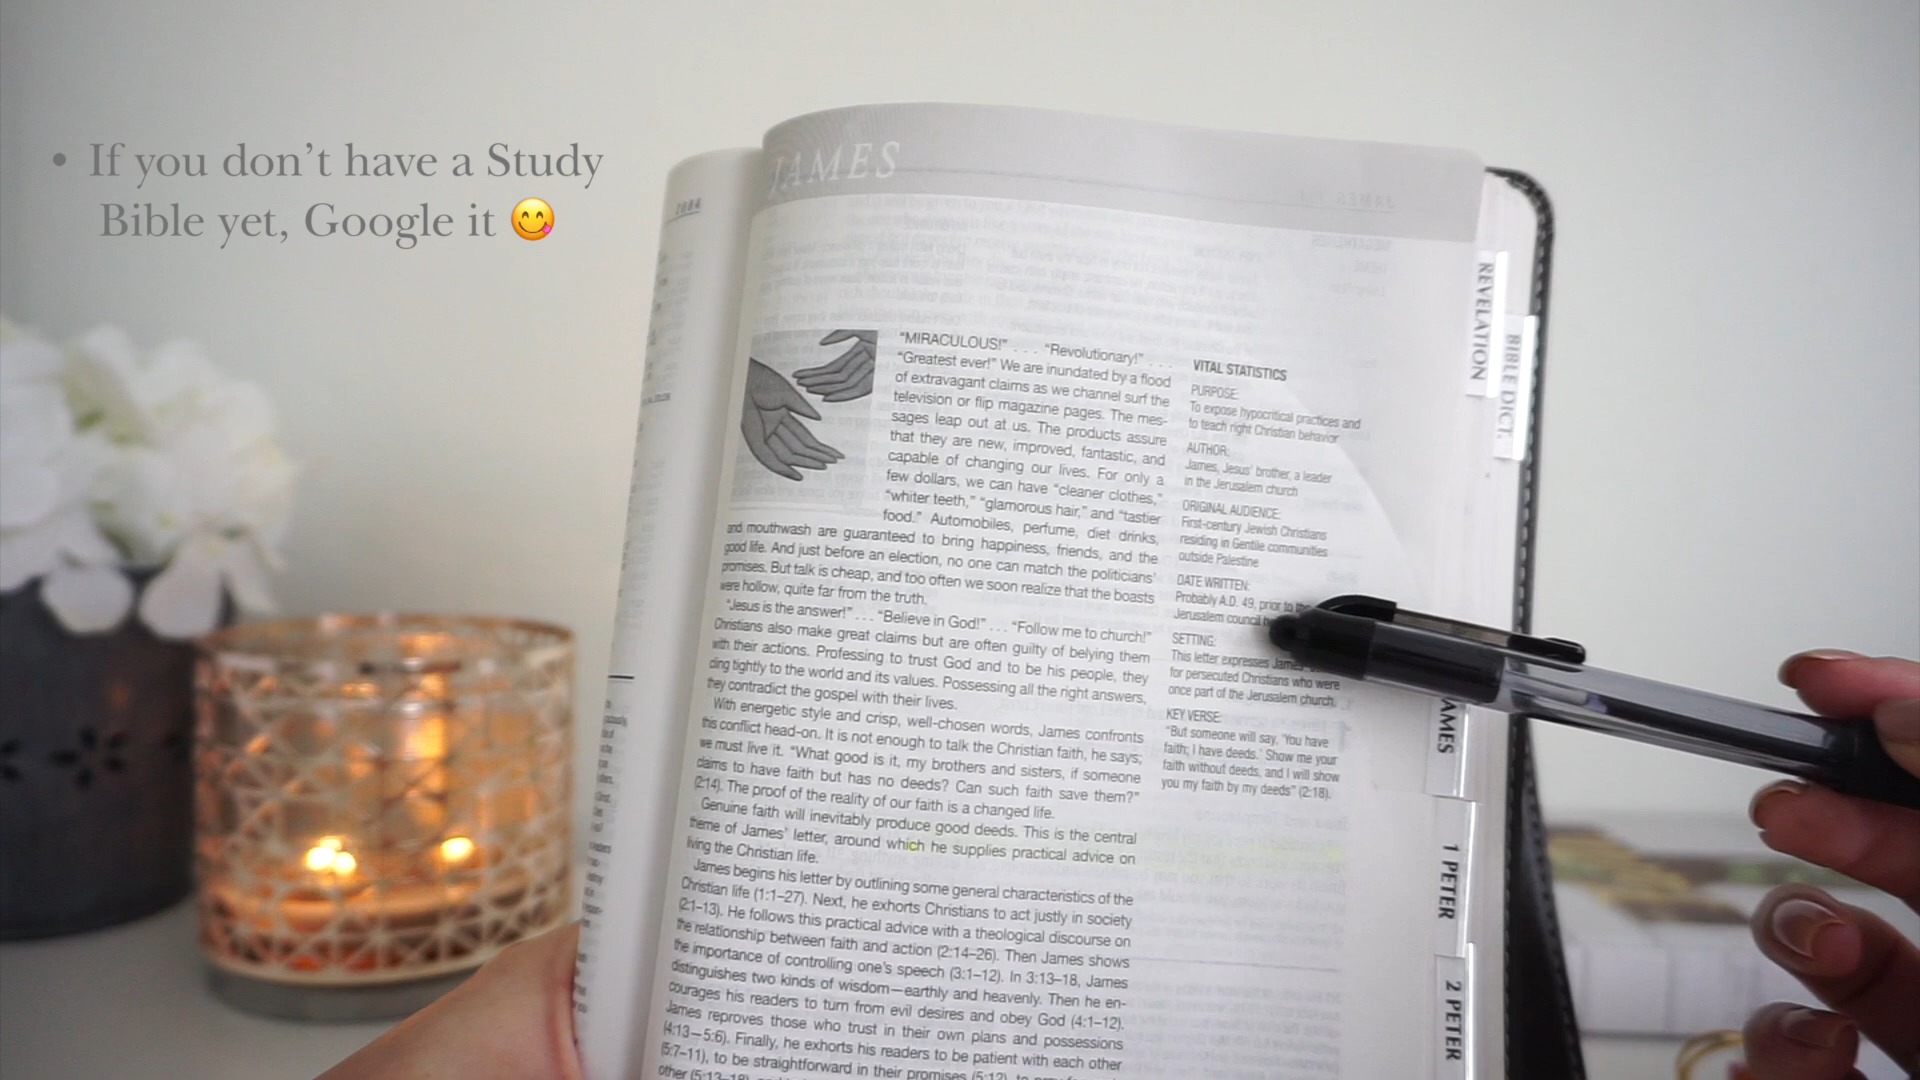 • If you don't have a Study
Bible yet, Google it 😋
2084
JAMES
"MIRACULOUS!" . . . "Revolutionary!" . . .
"Greatest ever!" We are inundated by a flood
of extravagant claims as we channel surf the
television or flip magazine pages. The mes-
sages leap out at us. The products assure
that they are new, improved, fantastic, and
capable of changing our lives. For only a
few dollars, we can have "cleaner clothes,"
"whiter teeth," "glamorous hair," and "tastier
food." Automobiles, perfume, diet drinks,
and mouthwash are guaranteed to bring happiness, friends, and the
good life. And just before an election, no one can match the politicians'
promises. But talk is cheap, and too often we soon realize that the boasts
were hollow, quite far from the truth.
"Jesus is the answer!" . . . "Believe in God!" . . . "Follow me to church!"
Christians also make great claims but are often guilty of belying them
with their actions. Professing to trust God and to be his people, they
cling tightly to the world and its values. Possessing all the right answers,
they contradict the gospel with their lives.
With energetic style and crisp, well-chosen words, James confronts
this conflict head-on. It is not enough to talk the Christian faith, he says;
we must live it. "What good is it, my brothers and sisters, if someone
claims to have faith but has no deeds? Can such faith save them?"
(2:14). The proof of the reality of our faith is a changed life.
Genuine faith will inevitably produce good deeds. This is the central
theme of James' letter, around which he supplies practical advice on
living the Christian life.
James begins his letter by outlining some general characteristics of the
Christian life (1:1–27). Next, he exhorts Christians to act justly in society
(2:1–13). He follows this practical advice with a theological discourse on
the relationship between faith and action (2:14–26). Then James shows
the importance of controlling one's speech (3:1–12). In 3:13–18, James
distinguishes two kinds of wisdom—earthly and heavenly. Then he en-
courages his readers to turn from evil desires and obey God (4:1–12).
James reproves those who trust in their own plans and possessions
(4:13—5:6). Finally, he exhorts his readers to be patient with each other
(5:7–11), to be straightforward in their promises (5:12), to
other (5:13–18),
VITAL STATISTICS
PURPOSE:
To expose hypocritical practices and
to teach right Christian behavior
AUTHOR:
James, Jesus' brother, a leader
in the Jerusalem church
ORIGINAL AUDIENCE:
First-century Jewish Christians
residing in Gentile communities
outside Palestine
DATE WRITTEN:
Probably A.D. 49, prior to the
Jerusalem council
SETTING:
This letter expresses James'
for persecuted Christians who were
once part of the Jerusalem church.
KEY VERSE:
"But someone will say, 'You have
faith; I have deeds.' Show me your
faith without deeds, and I will show
you my faith by my deeds" (2:18).
REVELATION
BIBLE DICT.
AMES
1 PETER
2 PETER